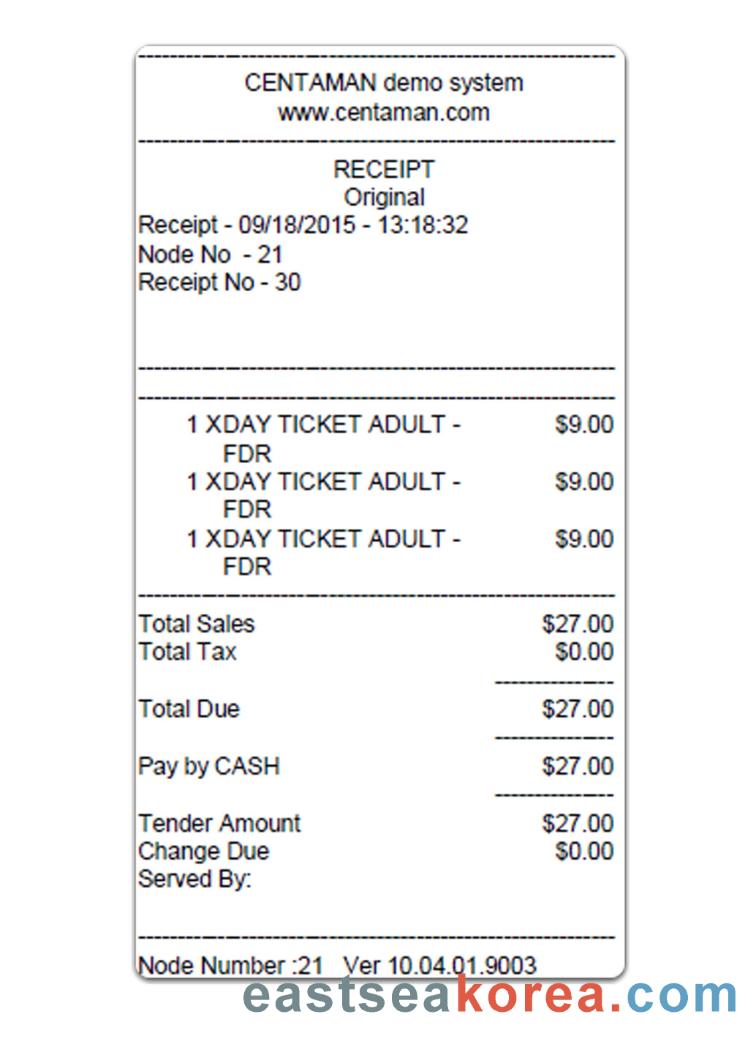 CENTAMAN demo system
www.centaman.com
RECEIPT
Original
Receipt - 09/18/2015 - 13:18:32
Node No - 21
Receipt No - 30
1 XDAY TICKET ADULT - $9.00
FDR
1 XDAY TICKET ADULT - $9.00
FDR
1 XDAY TICKET ADULT - $9.00
FDR
Total Sales $27.00
Total Tax $0.00
Total Due $27.00
Pay by CASH $27.00
Tender Amount $27.00
Change Due $0.00
Served By:
Node Number :21 Ver 10.04.01.9003
eastseakorea.com